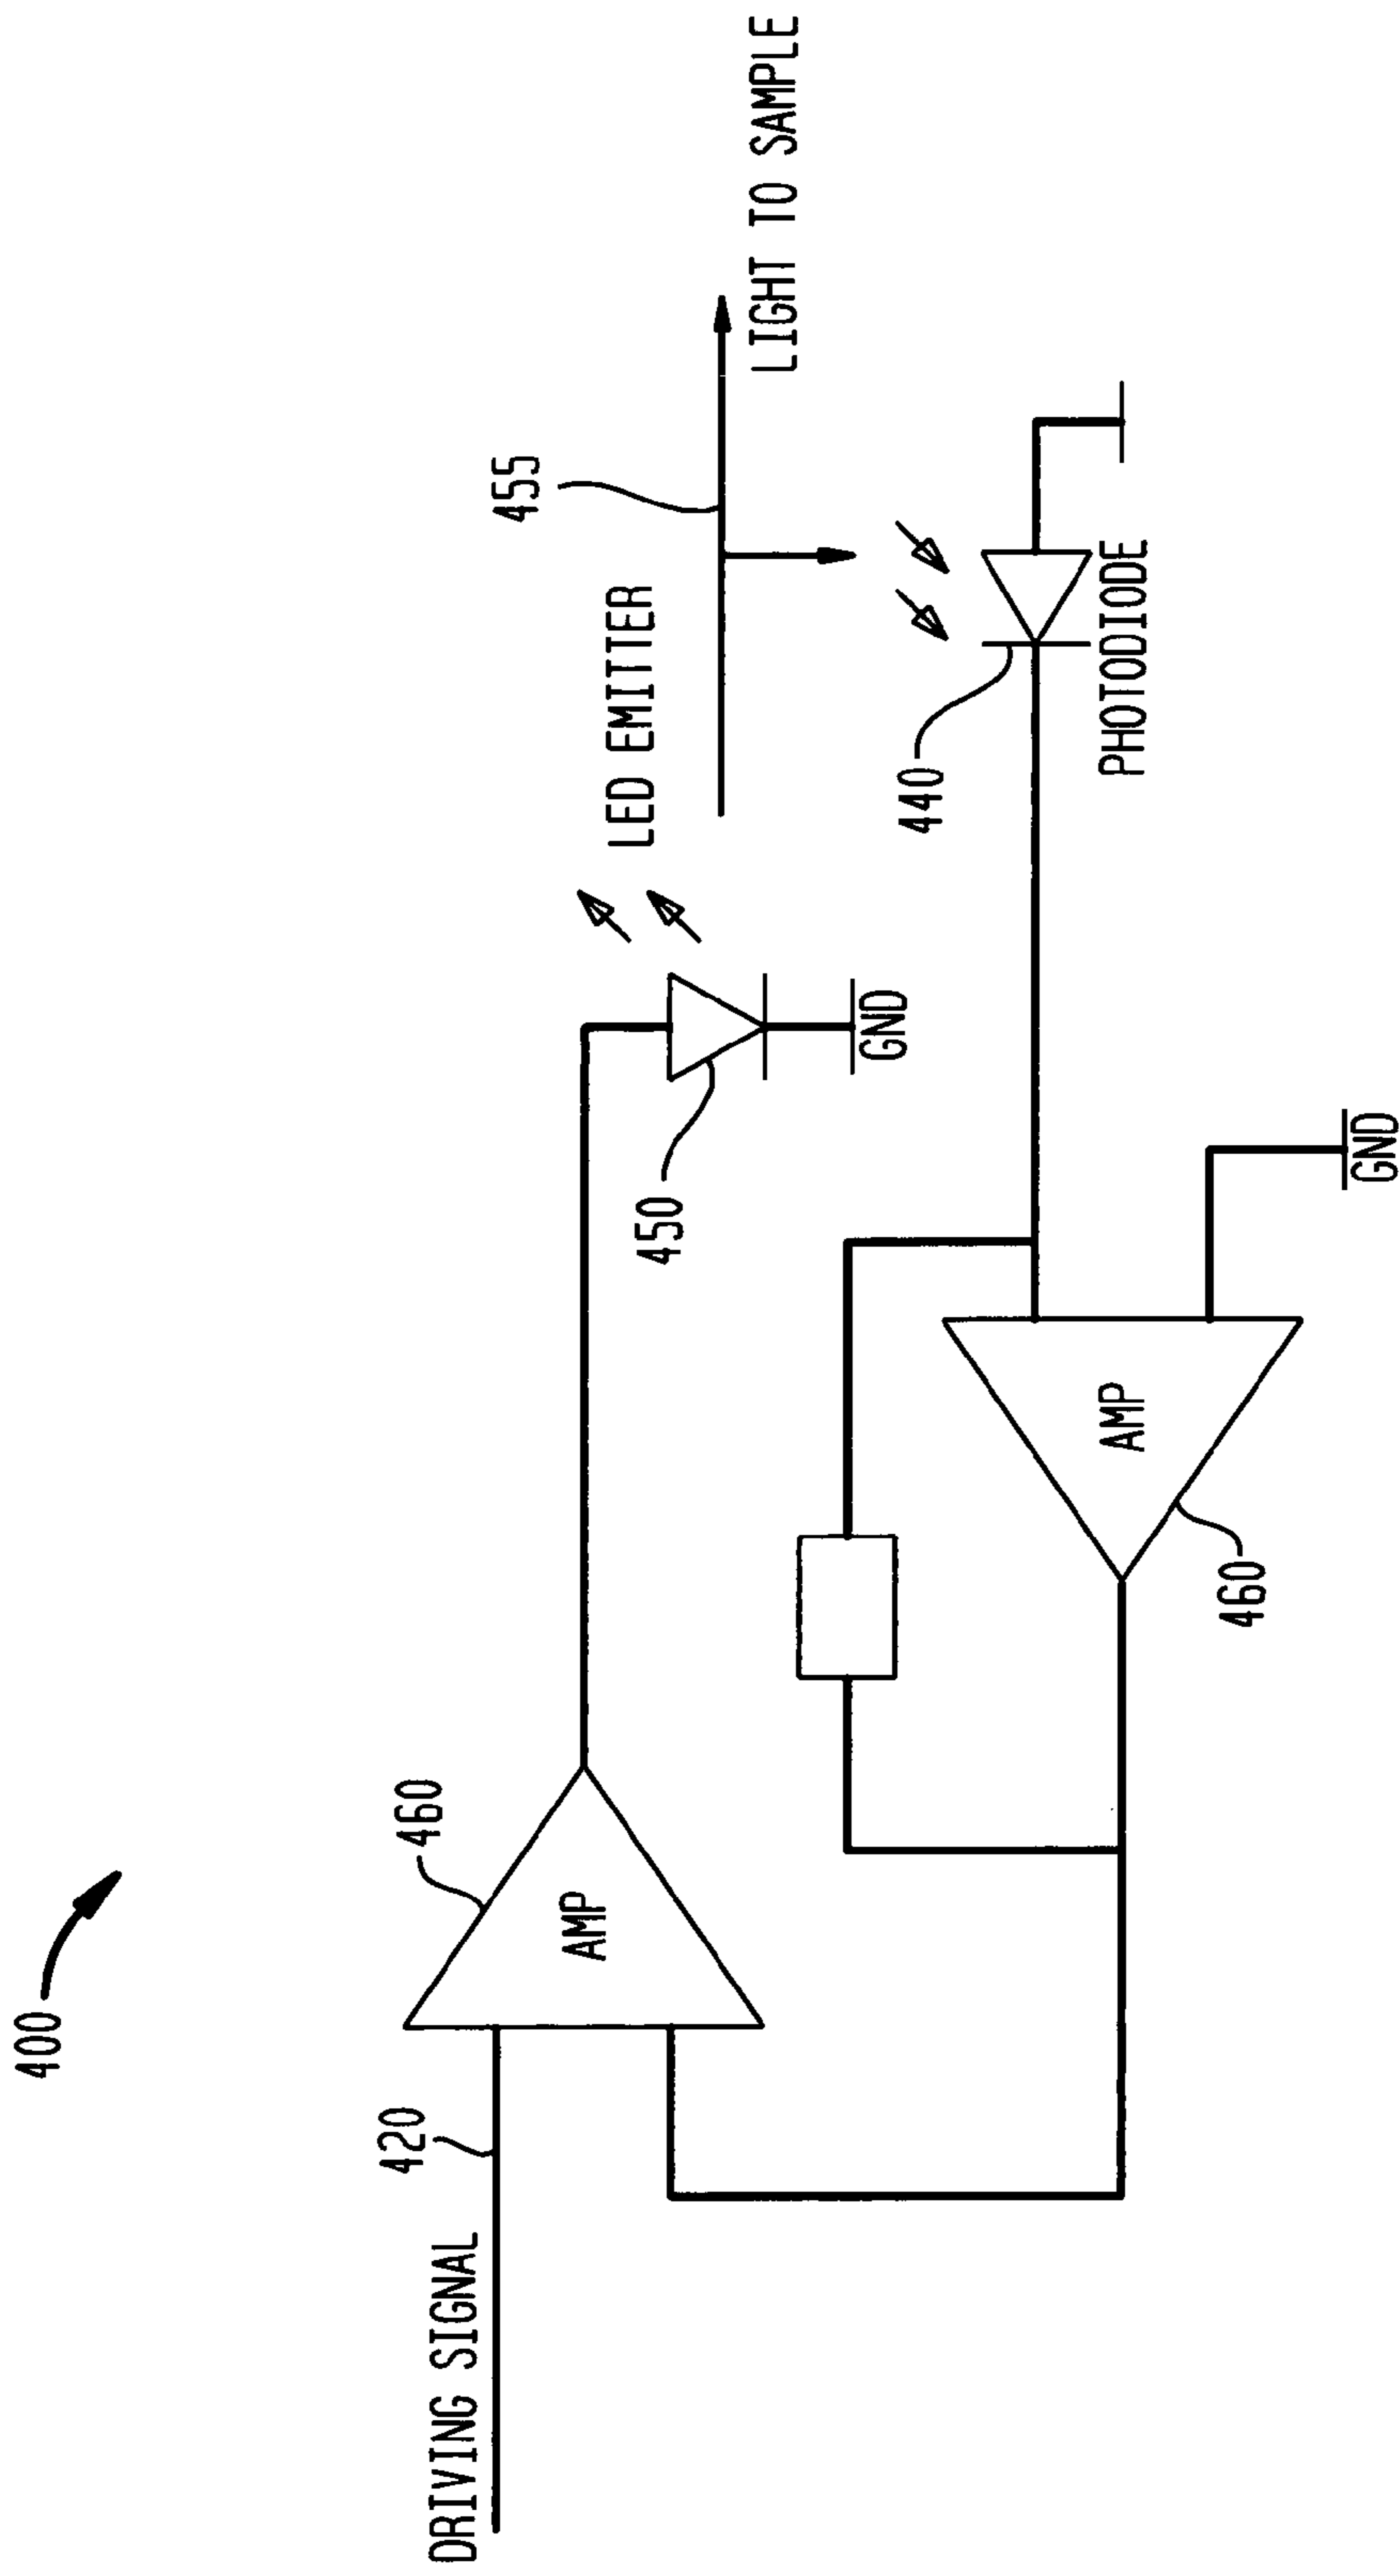 400
DRIVING SIGNAL
420
460
AMP
LED EMITTER
450
GND
455
LIGHT TO SAMPLE
440
PHOTODIODE
AMP
460
GND